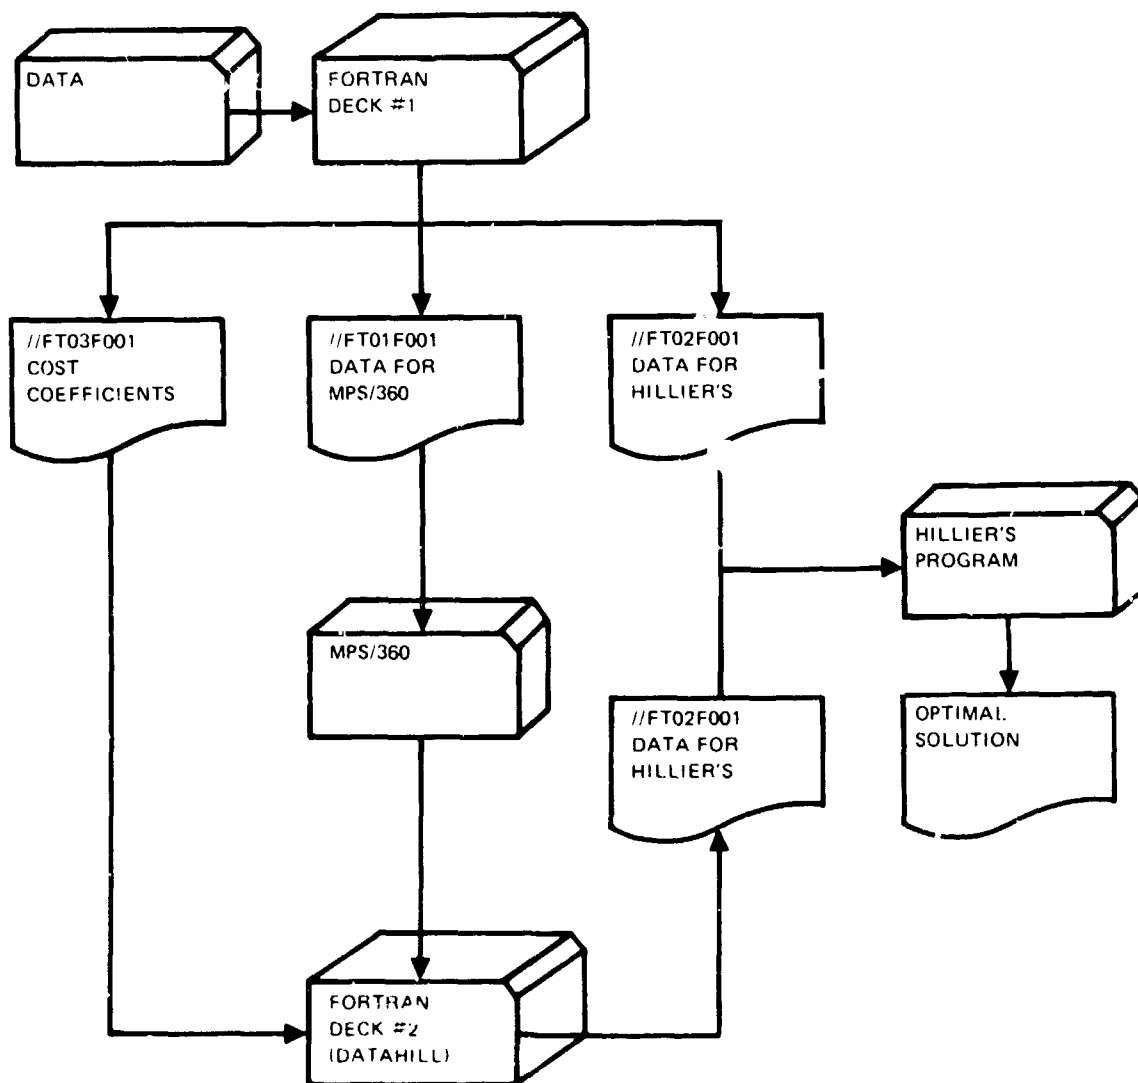 DATA
FORTRAN
DECK #1
//FT03F001
COST
COEFFICIENTS
//FT01F001
DATA FOR
MPS/360
//FT02F001
DATA FOR
HILLIER'S
HILLIER'S
PROGRAM
MPS/360
//FT02F001
DATA FOR
HILLIER'S
OPTIMAL
SOLUTION
FORTRAN
DECK #2
(DATAHILL)